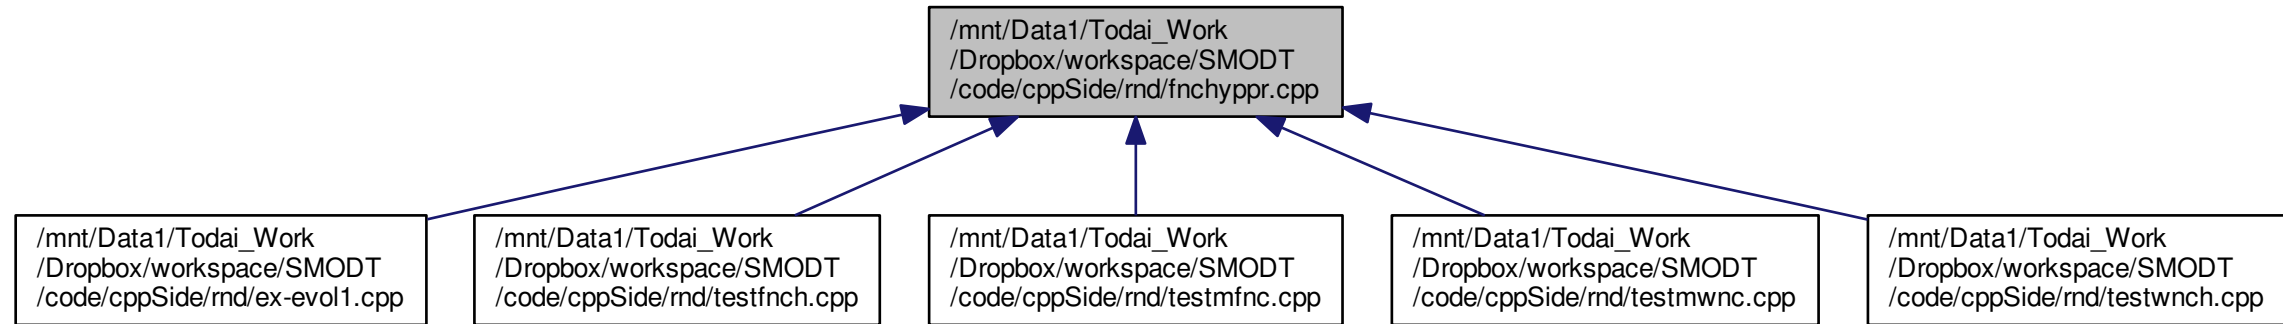 /mnt/Data1/Todai_Work
/Dropbox/workspace/SMODT
/code/cppSide/rnd/fnchyppr.cpp
/mnt/Data1/Todai_Work
/Dropbox/workspace/SMODT
/code/cppSide/rnd/ex-evol1.cpp
/mnt/Data1/Todai_Work
/Dropbox/workspace/SMODT
/code/cppSide/rnd/testfnch.cpp
/mnt/Data1/Todai_Work
/Dropbox/workspace/SMODT
/code/cppSide/rnd/testmfnc.cpp
/mnt/Data1/Todai_Work
/Dropbox/workspace/SMODT
/code/cppSide/rnd/testmwnc.cpp
/mnt/Data1/Todai_Work
/Dropbox/workspace/SMODT
/code/cppSide/rnd/testwnch.cpp